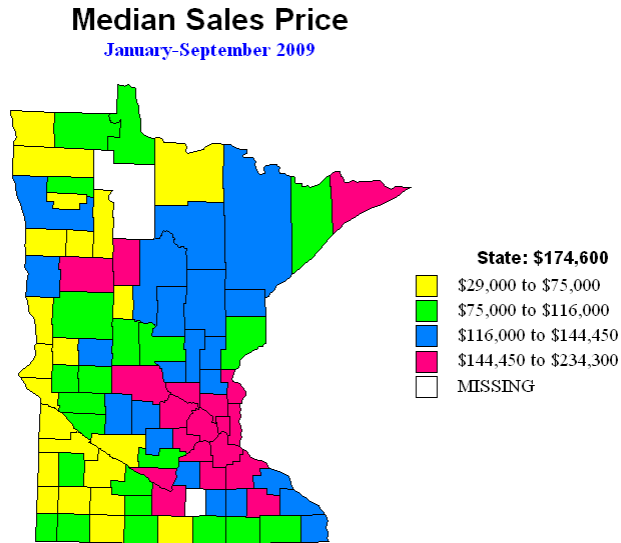 Median Sales Price
January-September 2009
State: $174,600
$29,000 to $75,000
$75,000 to $116,000
$116,000 to $144,450
$144,450 to $234,300
MISSING